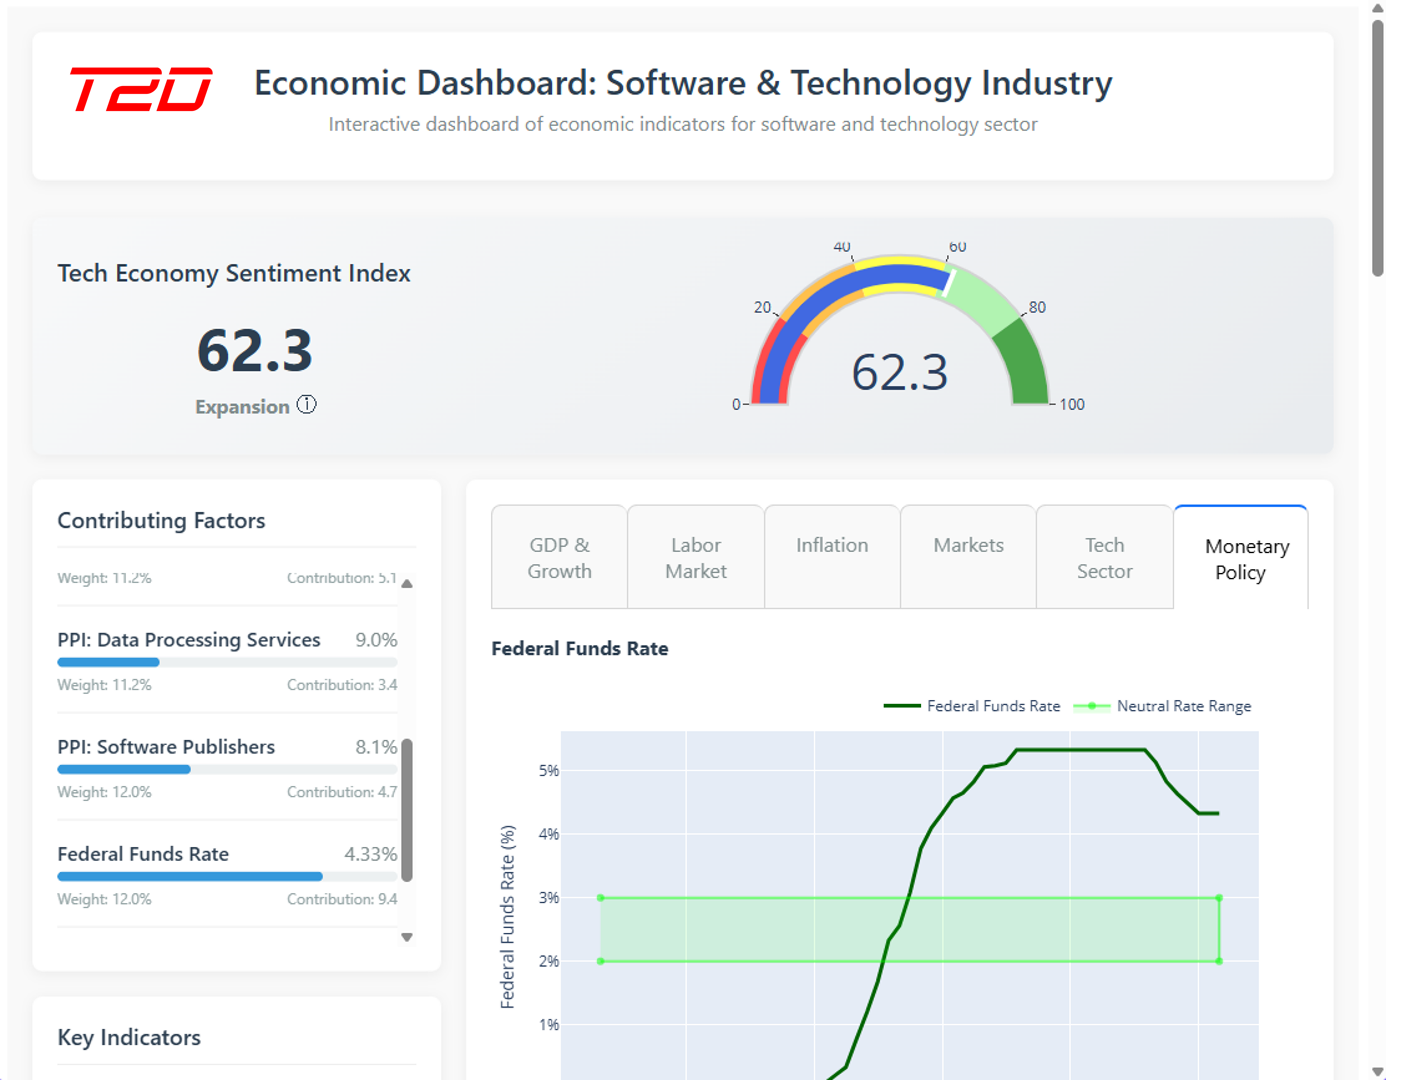 T2D
Economic Dashboard: Software & Technology Industry
Interactive dashboard of economic indicators for software and technology sector
Tech Economy Sentiment Index
62.3
Expansion ⓘ
0
20
40
60
80
100
62.3
Contributing Factors
Weight: 11.2% Contribution: 5.1
PPI: Data Processing Services 9.0%
Weight: 11.2% Contribution: 3.4
PPI: Software Publishers 8.1%
Weight: 12.0% Contribution: 4.7
Federal Funds Rate 4.33%
Weight: 12.0% Contribution: 9.4
Key Indicators
GDP &
Growth
Labor
Market
Inflation
Markets
Tech
Sector
Monetary
Policy
Federal Funds Rate
Federal Funds Rate
Neutral Rate Range
Federal Funds Rate (%)
5%
4%
3%
2%
1%